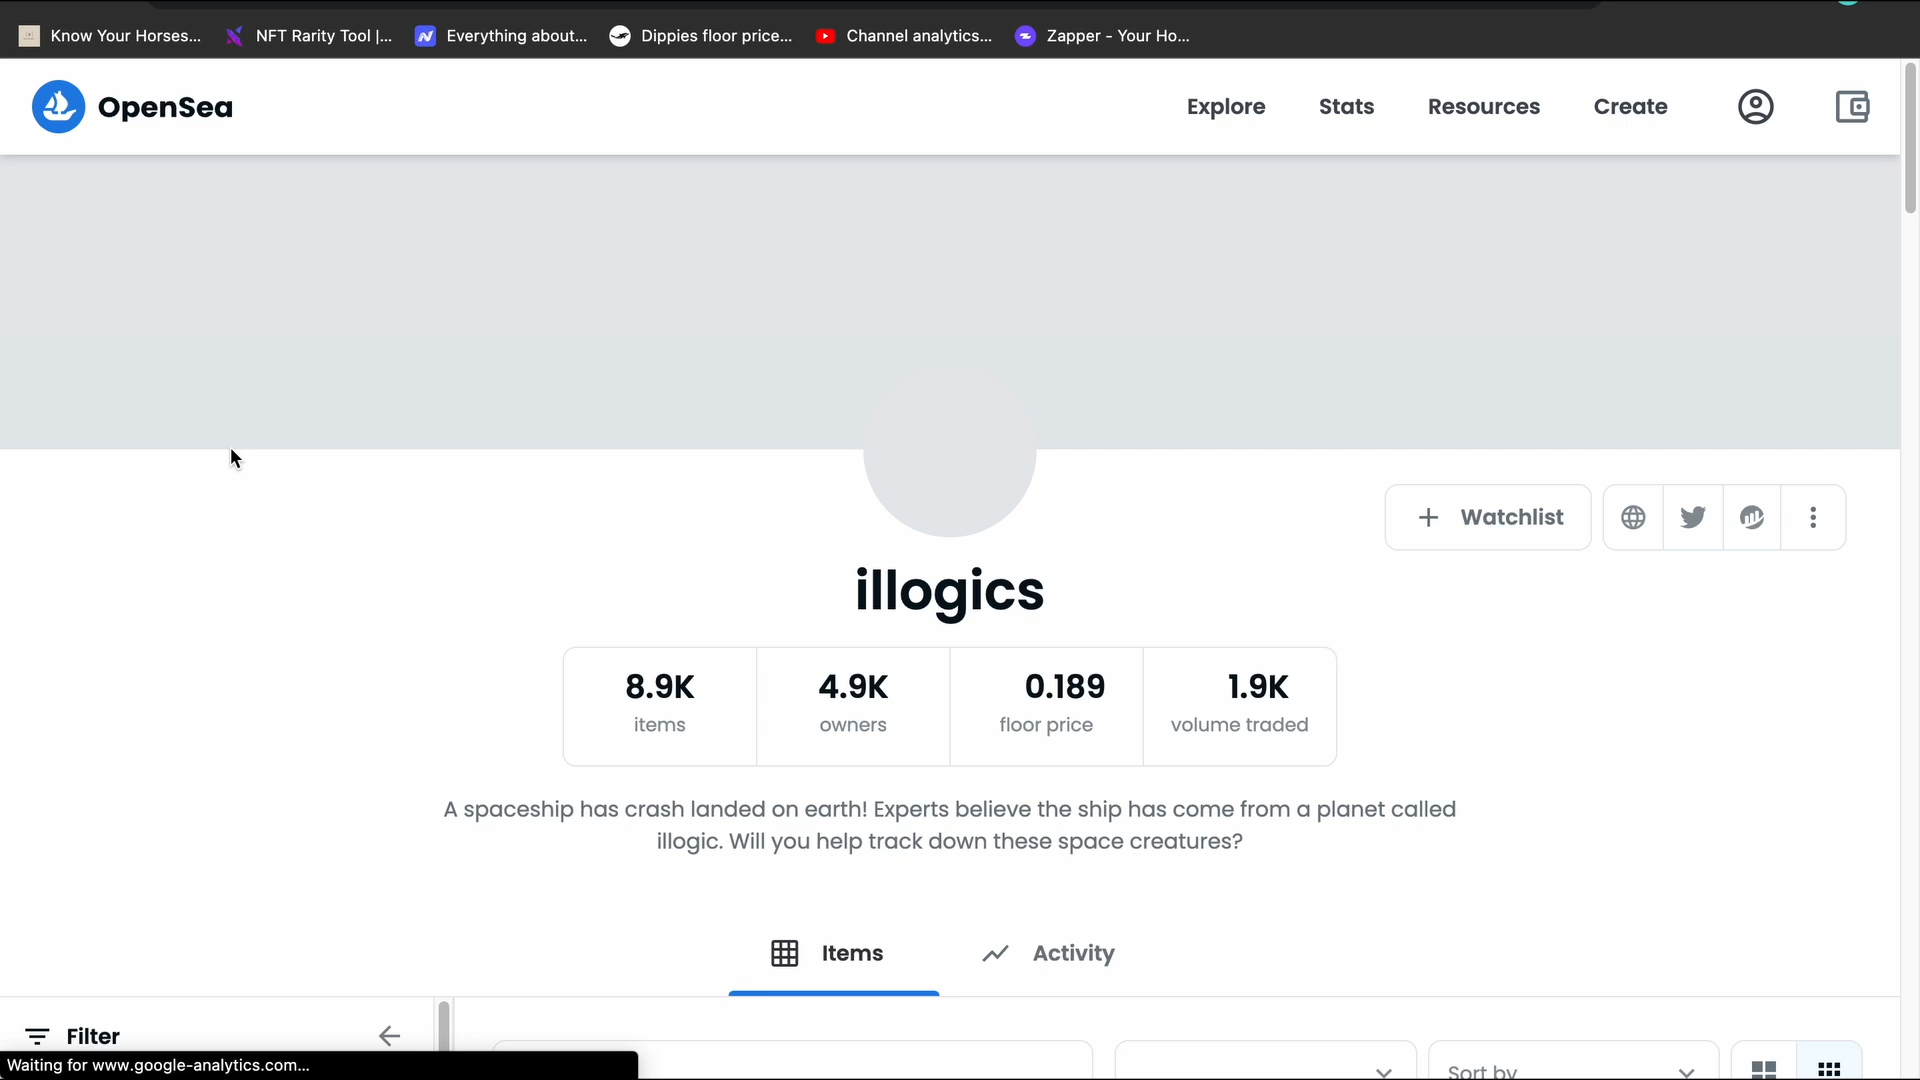 Know Your Horses... NFT Rarity Tool |... Everything about... Dippies floor price... Channel analytics... Zapper - Your Ho...
OpenSea Explore Stats Resources Create
+ Watchlist
illogics
8.9K 4.9K 0.189 1.9K
items owners floor price volume traded
A spaceship has crash landed on earth! Experts believe the ship has come from a planet called
illogic. Will you help track down these space creatures?
Items Activity
Filter
Waiting for www.google-analytics.com...
Sort by